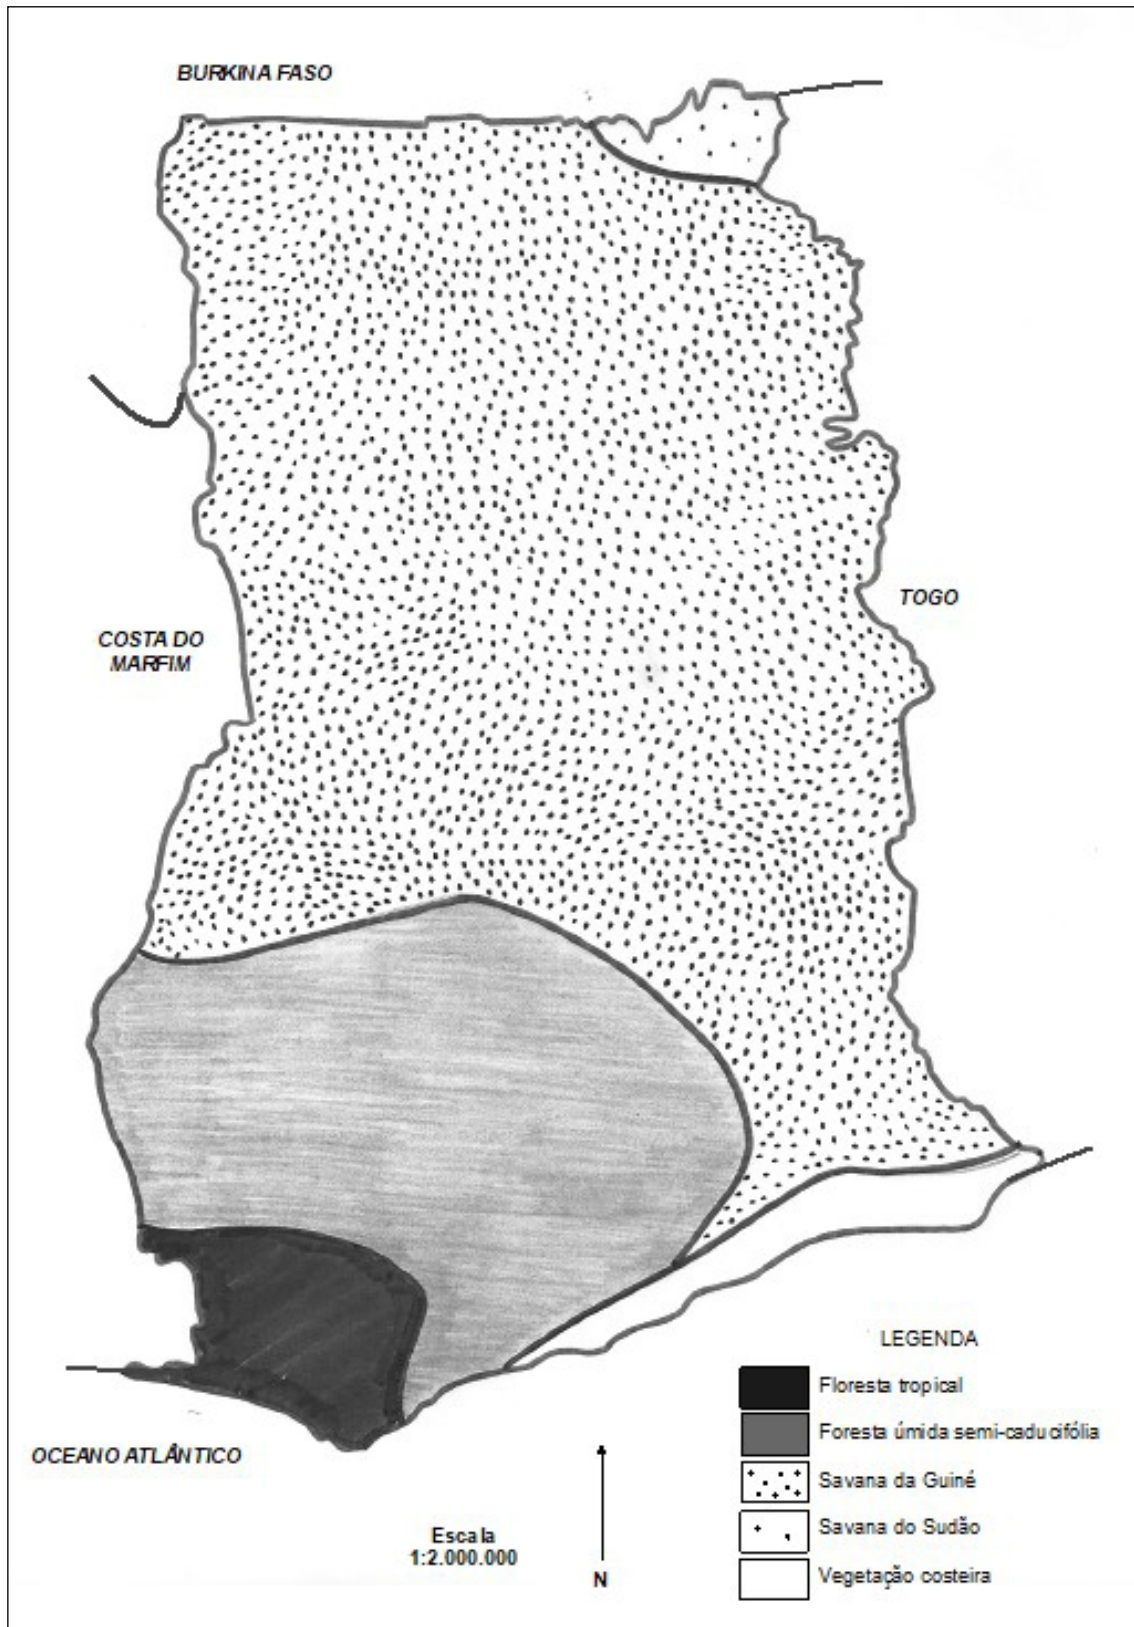 BURKINA FASO
TOGO
COSTA DO
MARFIM
LEGENDA
Floresta tropical
Foresta úmida semi-caducifólia
Savana da Guiné
Savana do Sudão
Vegetação costeira
OCEANO ATLÂNTICO
Escala
1:2.000.000
N